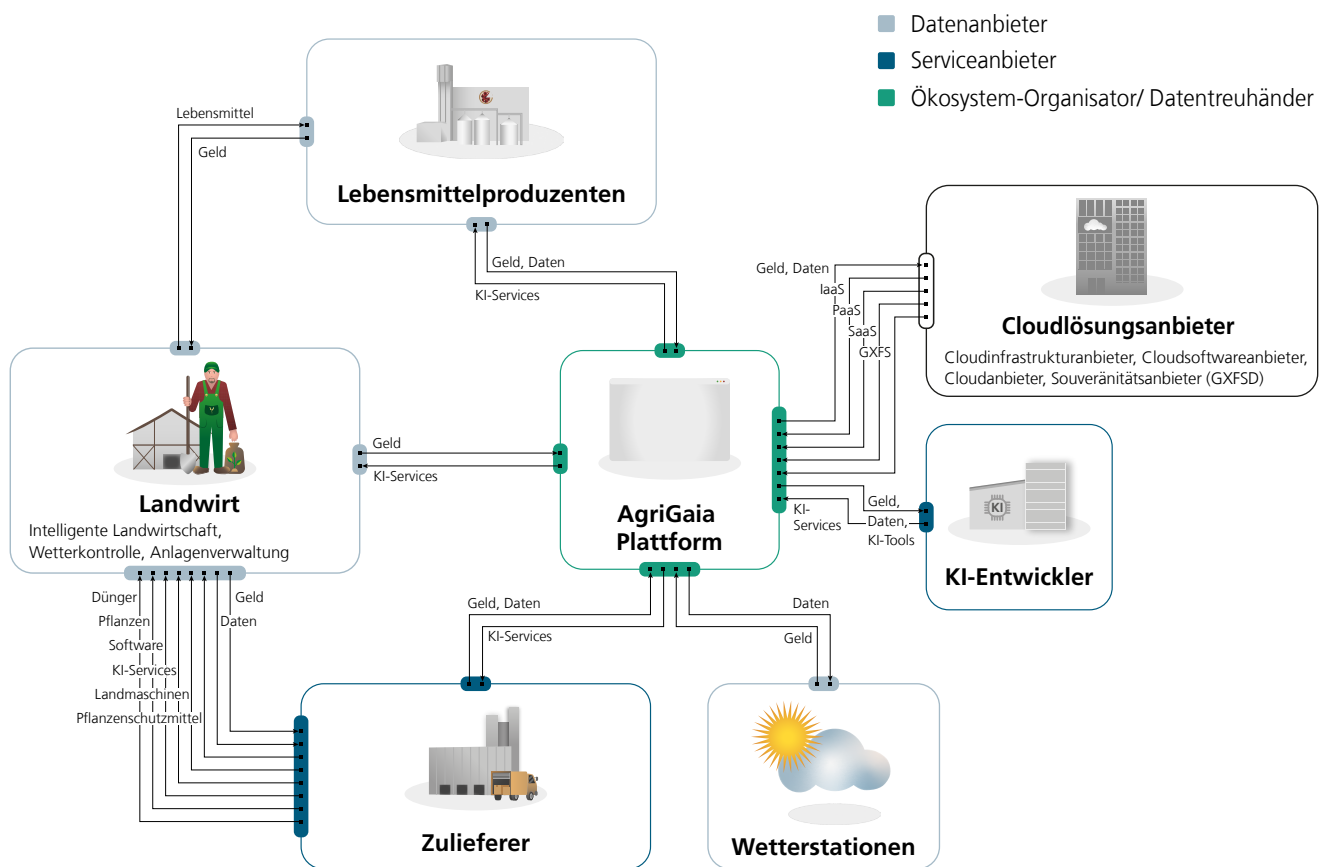 Datenanbieter
Serviceanbieter
Ökosystem-Organisator/ Datentreuhänder
Lebensmittel
Geld
Lebensmittelproduzenten
Geld, Daten
KI-Services
Geld, Daten
IaaS
PaaS
SaaS
GXFS
Cloudlösungsanbieter
Cloudinfrastrukturanbieter, Cloudsoftwareanbieter,
Cloudanbieter, Souveränitätsanbieter (GXFSD)
Landwirt
Intelligente Landwirtschaft,
Wetterkontrolle, Anlagenverwaltung
Geld
KI-Services
AgriGaia
Plattform
KI-
Services
Geld,
Daten,
KI-Tools
KI
KI-Entwickler
Dünger
Pflanzen
Software
KI-Services
Landmaschinen
Pflanzenschutzmittel
Geld
Daten
Geld, Daten
KI-Services
Daten
Geld
Zulieferer
Wetterstationen